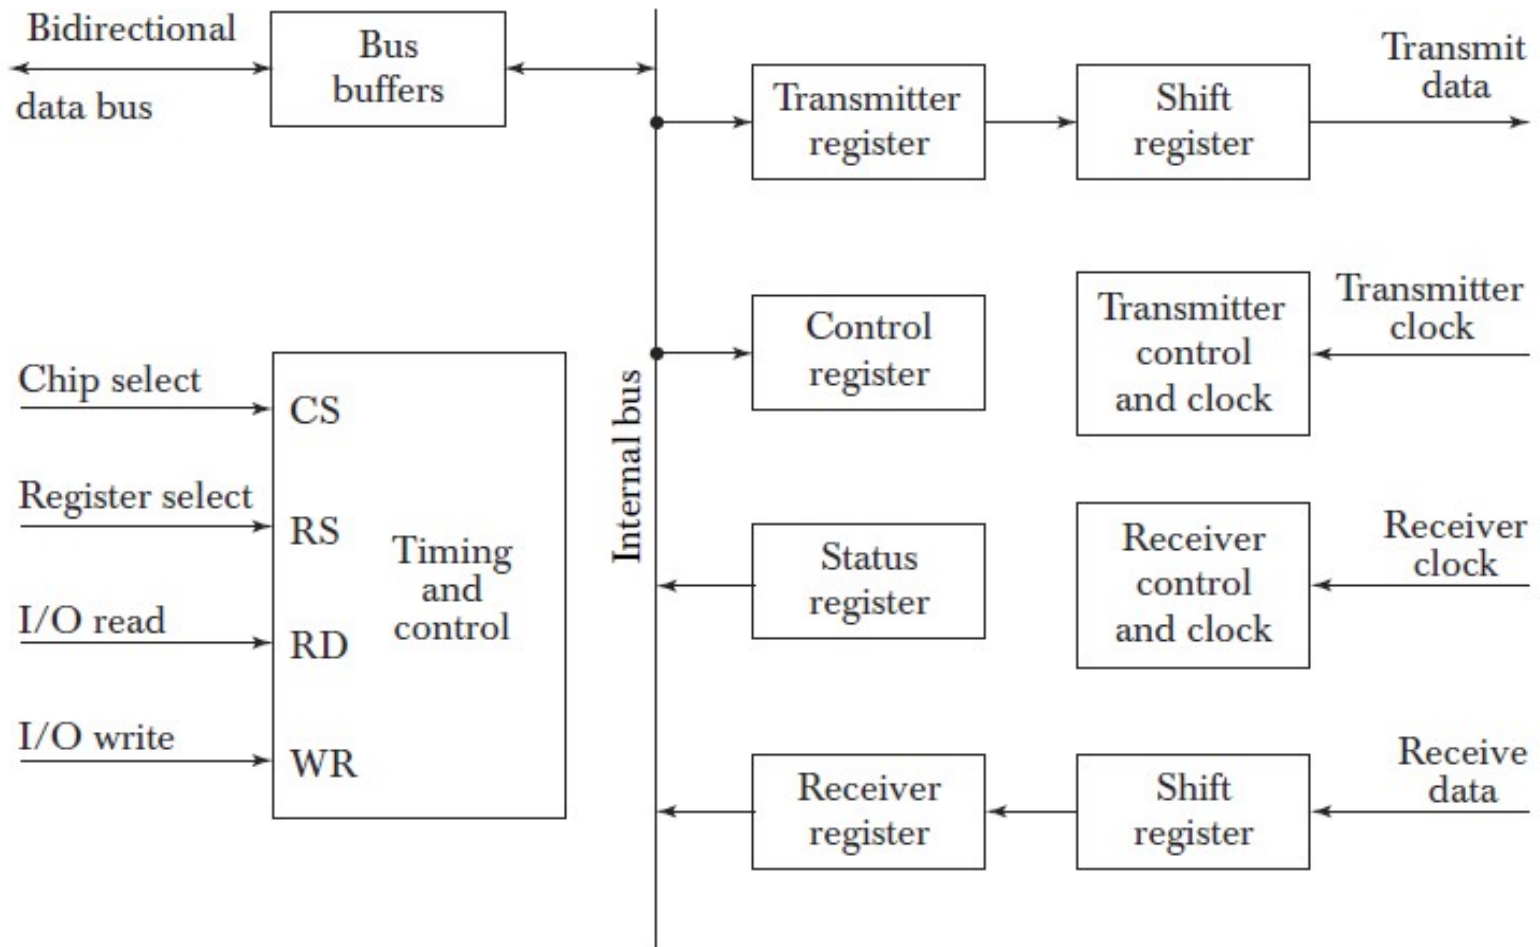 Bidirectional
data bus
Bus
buffers
Transmitter
register
Shift
register
Transmit
data
Control
register
Transmitter
control
and clock
Transmitter
clock
Internal bus
Chip select
CS
Register select
RS
Timing
and
control
I/O read
RD
I/O write
WR
Status
register
Receiver
control
and clock
Receiver
clock
Receiver
register
Shift
register
Receive
data